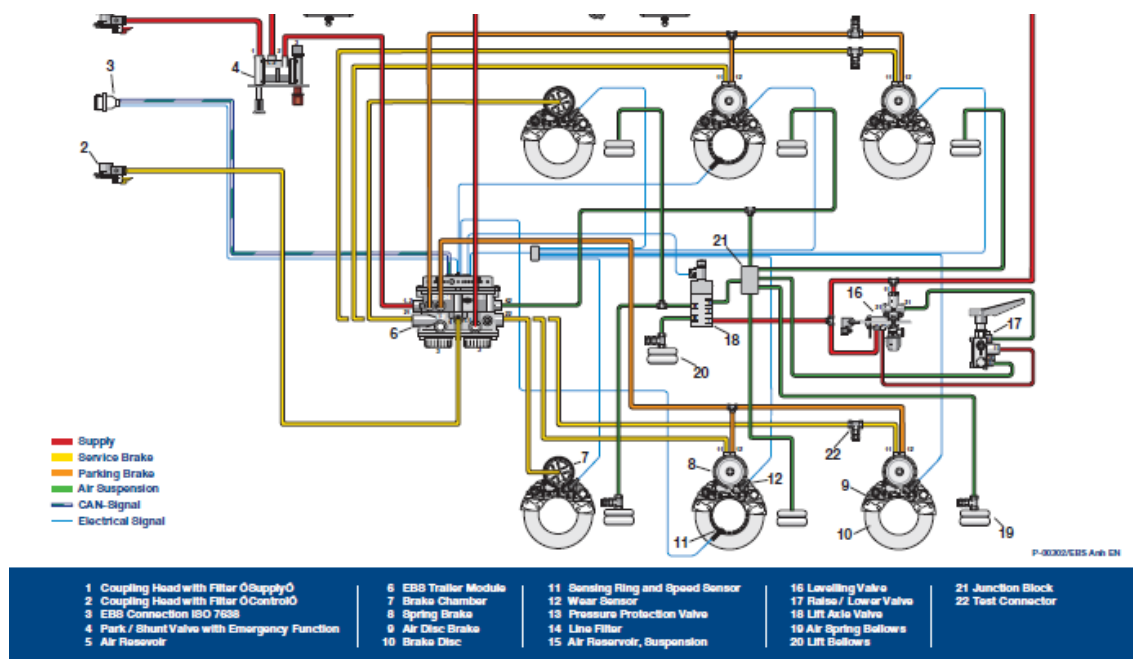 3
4
2
21
16
17
6
18
20
7
8
12
22
9
11
10
19
Supply
Service Brake
Parking Brake
Air Suspension
CAN-Signal
Electrical Signal
P-00202/EBS Anh EN
1 Coupling Head with Filter ÓSupplyÓ
2 Coupling Head with Filter ÓControlÓ
3 EBS Connection ISO 7638
4 Park / Shunt Valve with Emergency Function
5 Air Resevoir
6 EBS Trailer Module
7 Brake Chamber
8 Spring Brake
9 Air Disc Brake
10 Brake Disc
11 Sensing Ring and Speed Sensor
12 Wear Sensor
13 Pressure Protection Valve
14 Line Filter
15 Air Reservoir, Suspension
16 Levelling Valve
17 Raise / Lower Valve
18 Lift Axle Valve
19 Air Spring Bellows
20 Lift Bellows
21 Junction Block
22 Test Connector